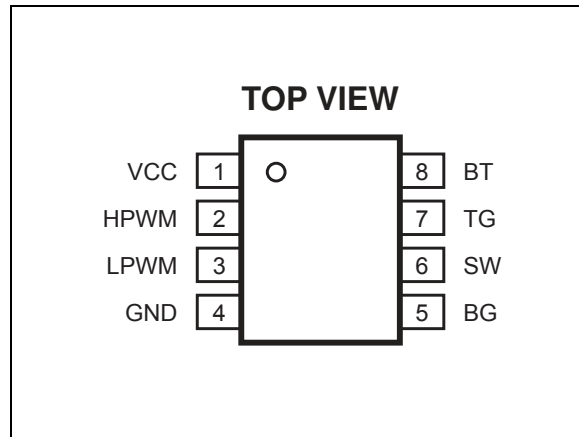 TOP VIEW
VCC 1 8 BT
HPWM 2 7 TG
LPWM 3 6 SW
GND 4 5 BG